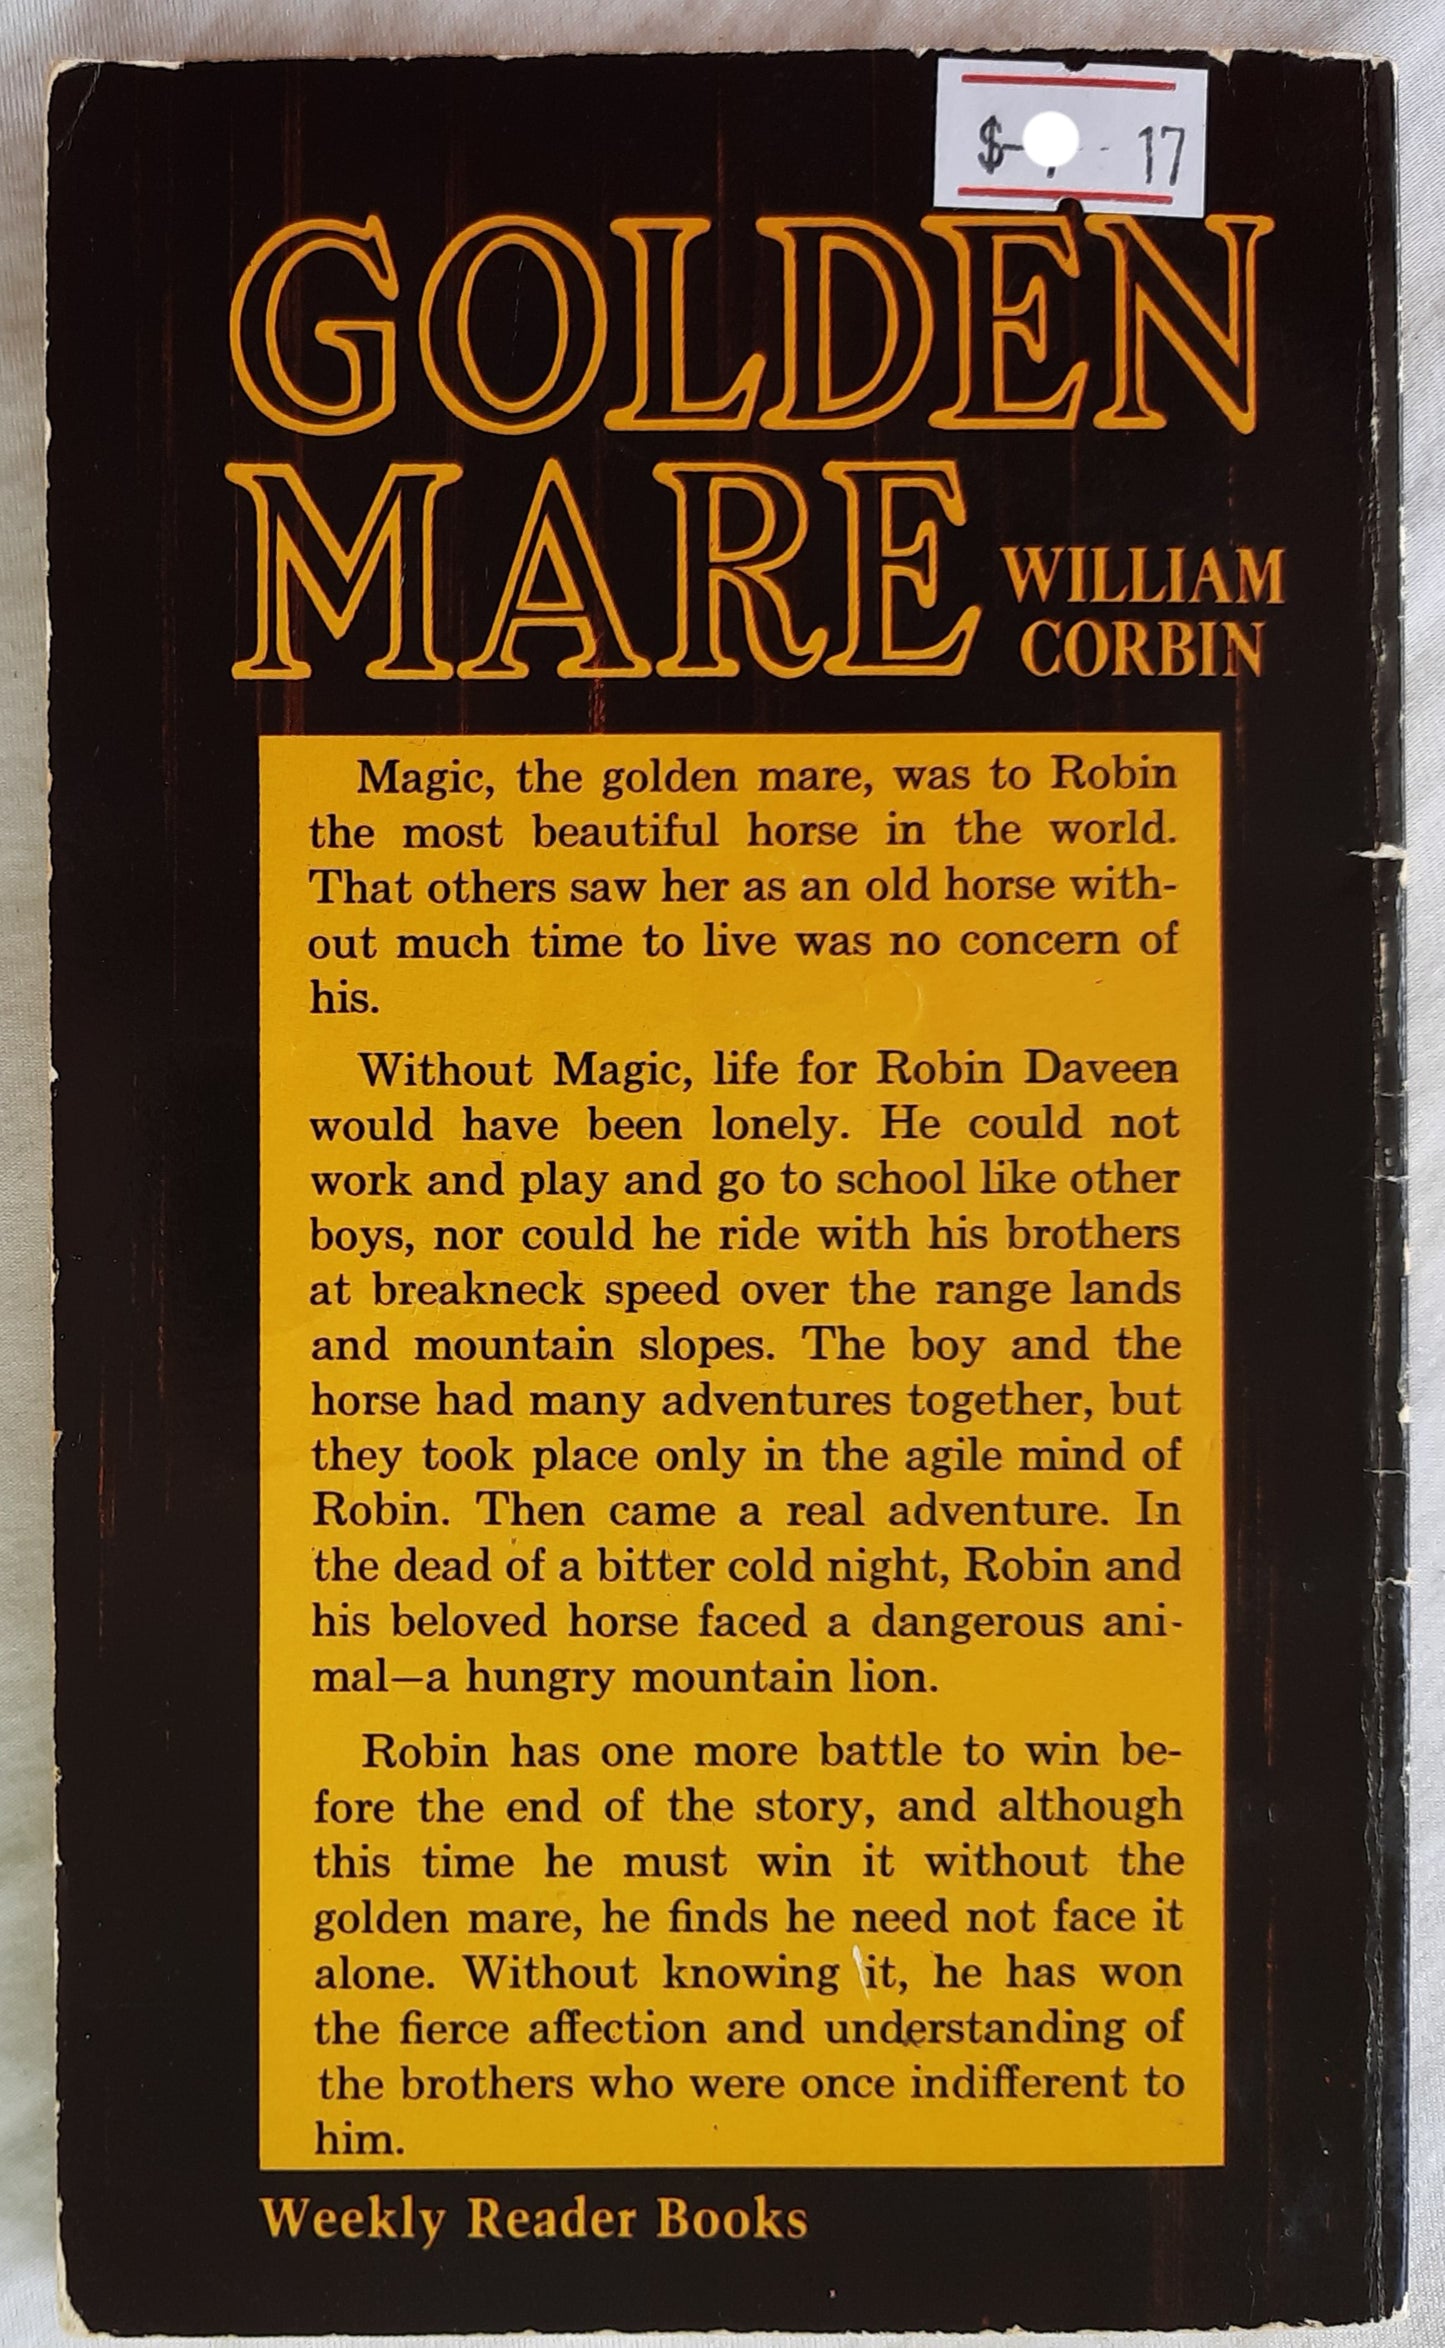 $ 17
GOLDEN
MARE
WILLIAM
CORBIN
Magic, the golden mare, was to Robin
the most beautiful horse in the world.
That others saw her as an old horse with-
out much time to live was no concern of
his.
Without Magic, life for Robin Daveen
would have been lonely. He could not
work and play and go to school like other
boys, nor could he ride with his brothers
at breakneck speed over the range lands
and mountain slopes. The boy and the
horse had many adventures together, but
they took place only in the agile mind of
Robin. Then came a real adventure. In
the dead of a bitter cold night, Robin and
his beloved horse faced a dangerous ani-
mal—a hungry mountain lion.
Robin has one more battle to win be-
fore the end of the story, and although
this time he must win it without the
golden mare, he finds he need not face it
alone. Without knowing it, he has won
the fierce affection and understanding of
the brothers who were once indifferent to
him.
Weekly Reader Books